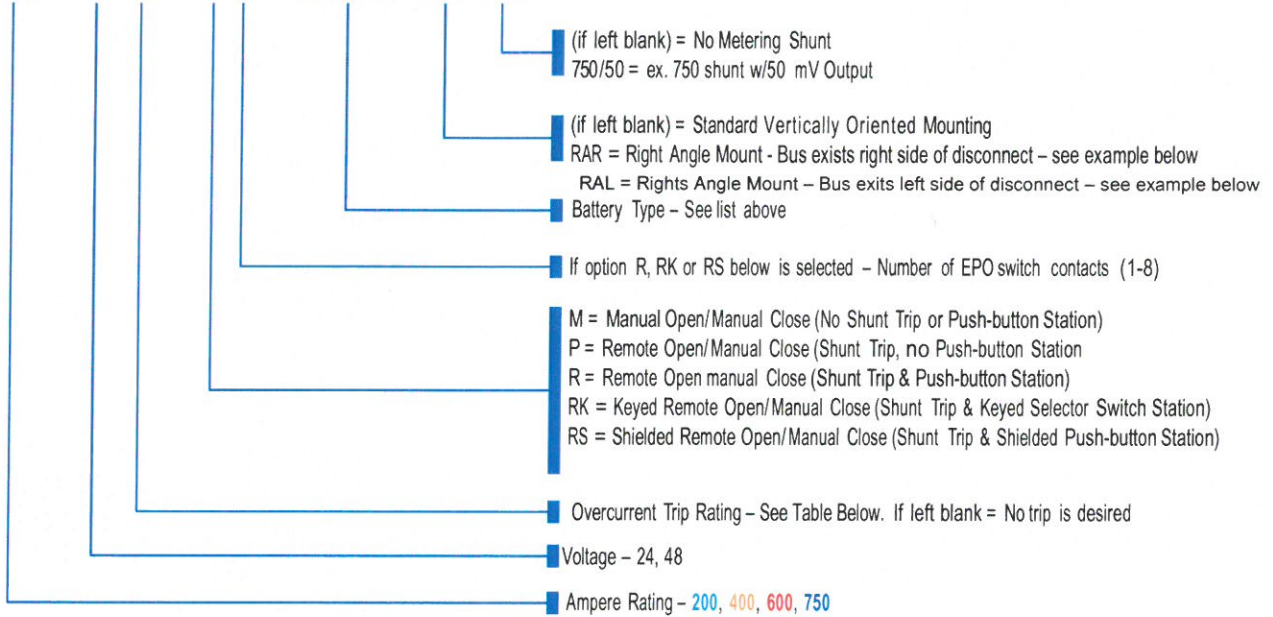 (if left blank) = No Metering Shunt
750/50 = ex. 750 shunt w/50 mV Output
(if left blank) = Standard Vertically Oriented Mounting
RAR = Right Angle Mount - Bus exists right side of disconnect – see example below
RAL = Rights Angle Mount – Bus exits left side of disconnect – see example below
Battery Type – See list above
If option R, RK or RS below is selected – Number of EPO switch contacts (1-8)
M = Manual Open/Manual Close (No Shunt Trip or Push-button Station)
P = Remote Open/Manual Close (Shunt Trip, no Push-button Station
R = Remote Open manual Close (Shunt Trip & Push-button Station)
RK = Keyed Remote Open/Manual Close (Shunt Trip & Keyed Selector Switch Station)
RS = Shielded Remote Open/Manual Close (Shunt Trip & Shielded Push-button Station)
Overcurrent Trip Rating – See Table Below. If left blank = No trip is desired
Voltage – 24, 48
Ampere Rating – 200, 400, 600, 750